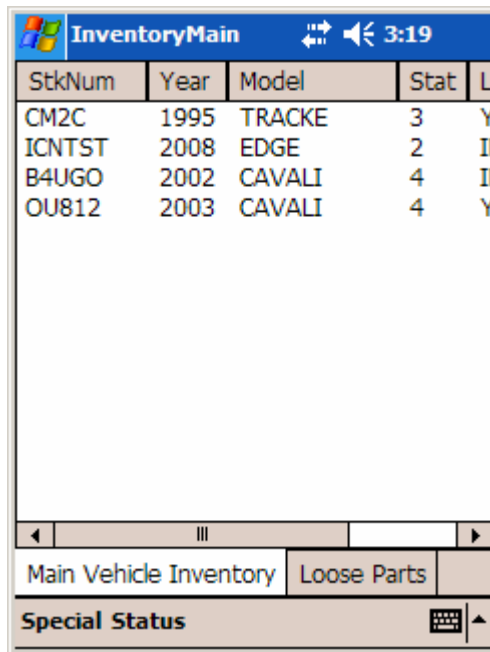 InventoryMain 3:19
StkNum Year Model Stat L
CM2C 1995 TRACKE 3 Y
ICNTST 2008 EDGE 2
B4UGO 2002 CAVALI 4
OU812 2003 CAVALI 4 Y
Main Vehicle Inventory Loose Parts
Special Status